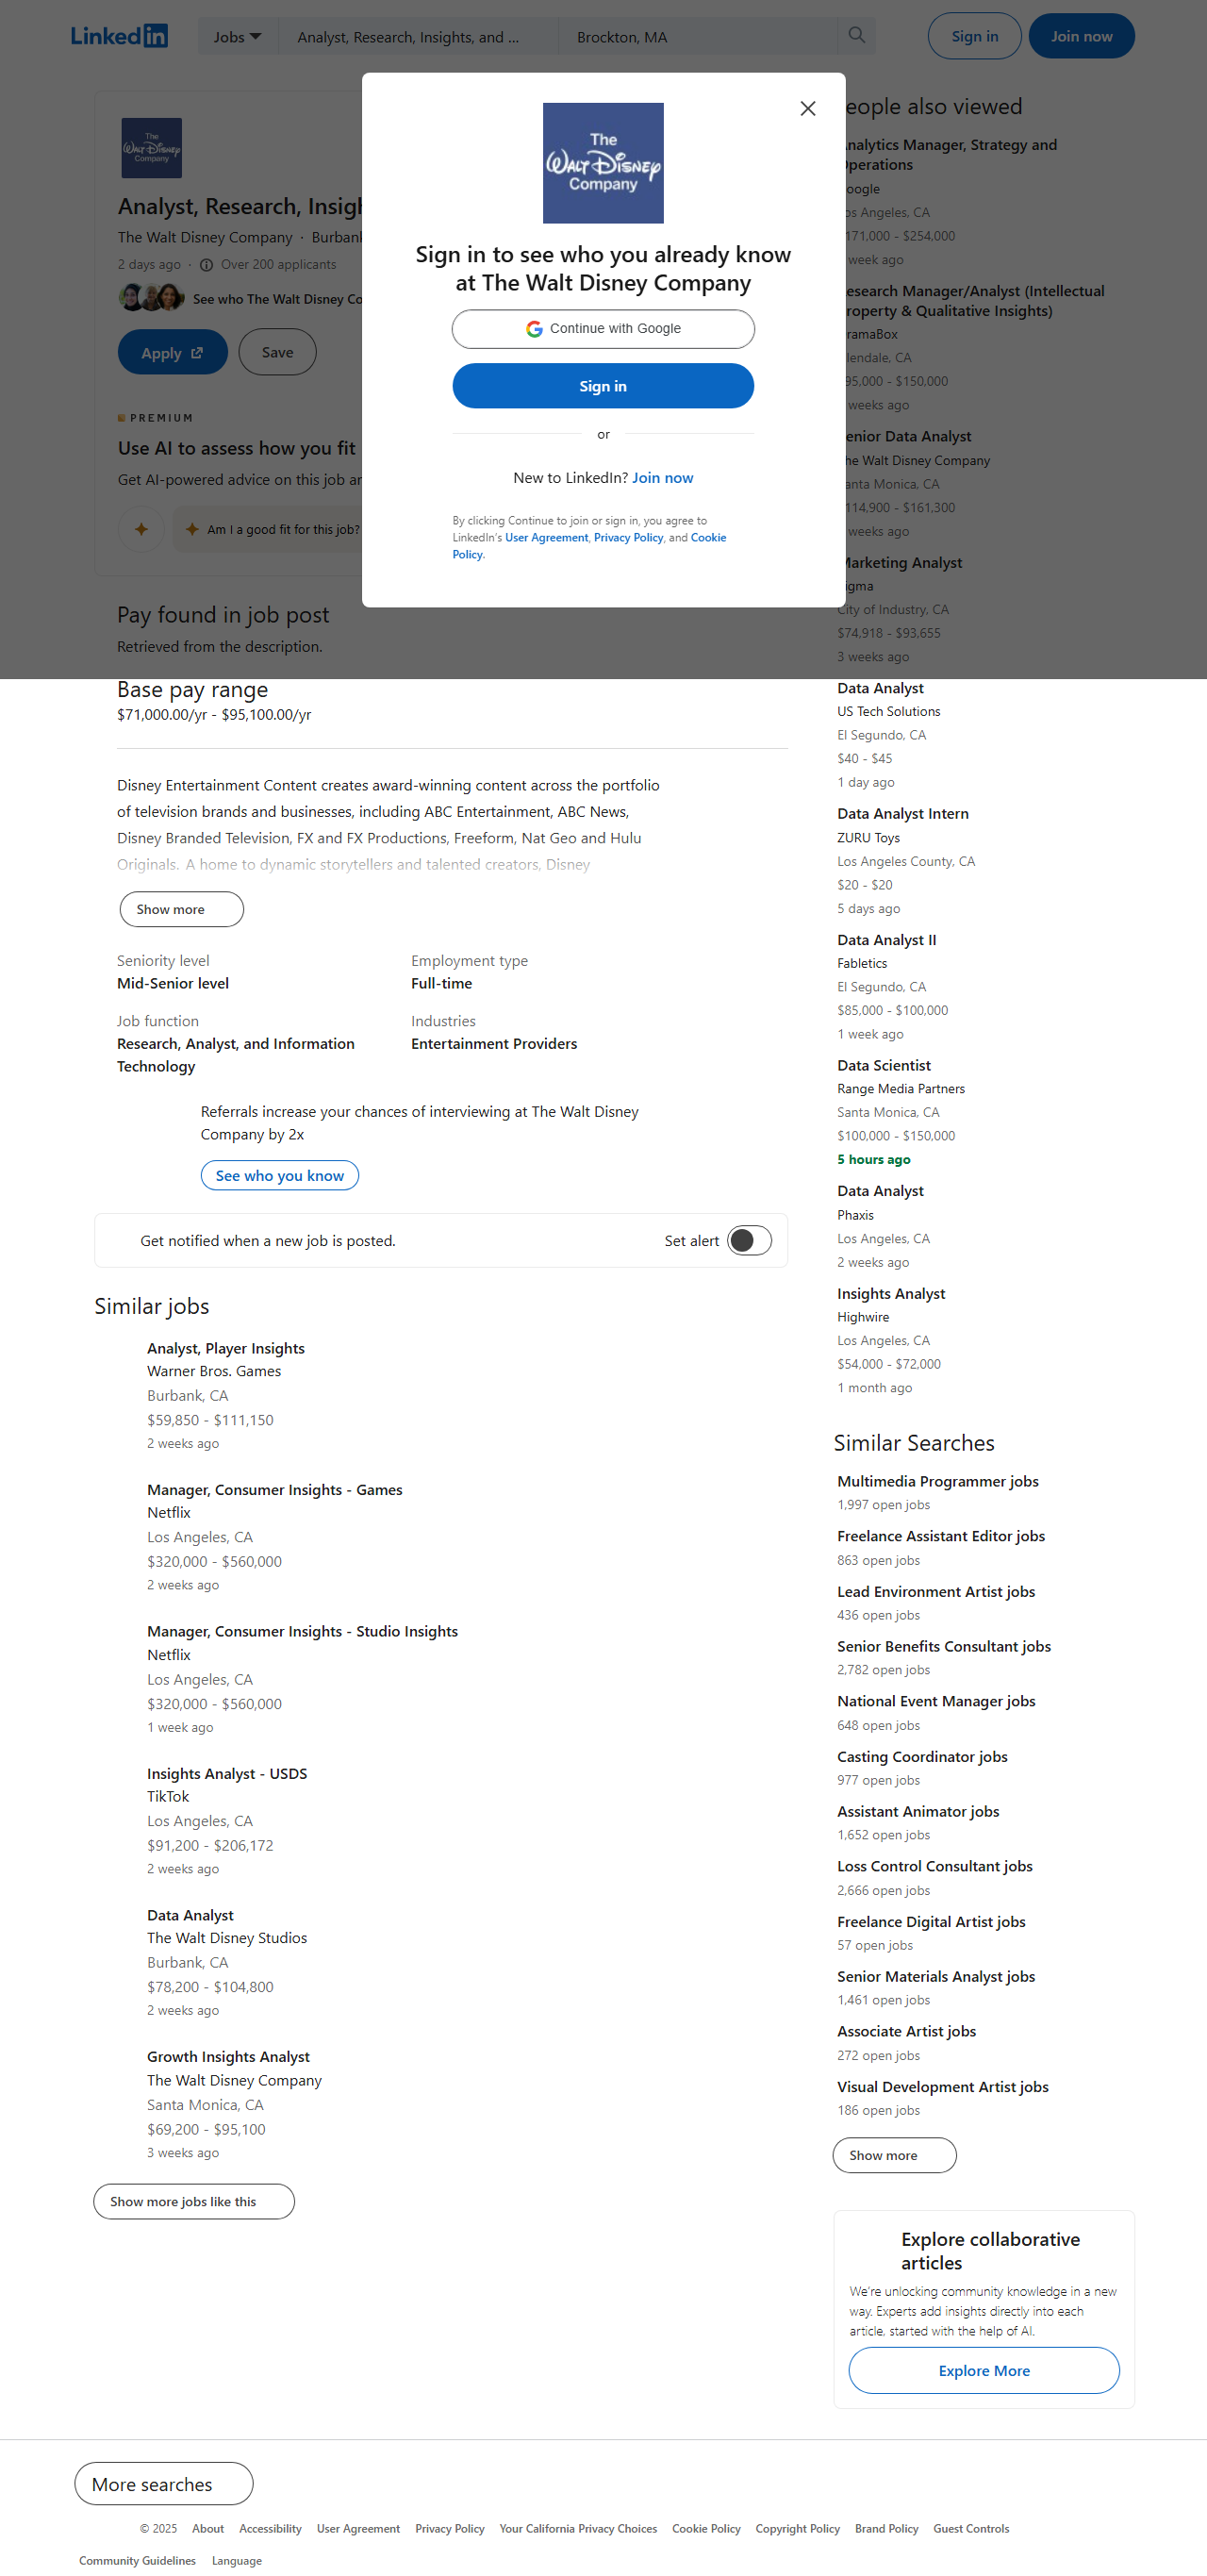 LinkedIn
Jobs
Analyst, Research, Insights, and ...
Brockton, MA
Sign in
Join now
The
WALT DISNEY
Company
Analyst, Research,
The Walt Disney Company · 
2 days ago · Over 200 applicants
See who The Walt Disney
Apply
Save
PREMIUM
Use AI to assess how you fit
Get AI-powered advice on this job
Am I a good fit for this job?
Pay found in job post
Retrieved from the description.
The
WALT DISNEY
Company
Sign in to see who you already know
at The Walt Disney Company
Continue with Google
Sign in
or
New to LinkedIn? Join now
By clicking Continue to join or sign in, you agree to
LinkedIn's User Agreement, Privacy Policy, and Cookie
Policy.
Base pay range
$71,000.00/yr - $95,100.00/yr
Disney Entertainment Content creates award-winning content across the portfolio
of television brands and businesses, including ABC Entertainment, ABC News,
Disney Branded Television, FX and FX Productions, Freeform, Nat Geo and Hulu
Originals. A home to dynamic storytellers and talented creators, Disney
Show more
Seniority level
Mid-Senior level
Employment type
Full-time
Job function
Research, Analyst, and Information
Technology
Industries
Entertainment Providers
Referrals increase your chances of interviewing at The Walt Disney
Company by 2x
See who you know
Get notified when a new job is posted.
Set alert
Similar jobs
Analyst, Player Insights
Warner Bros. Games
Burbank, CA
$59,850 - $111,150
2 weeks ago
Manager, Consumer Insights - Games
Netflix
Los Angeles, CA
$320,000 - $560,000
2 weeks ago
Manager, Consumer Insights - Studio Insights
Netflix
Los Angeles, CA
$320,000 - $560,000
1 week ago
Insights Analyst - USDS
TikTok
Los Angeles, CA
$91,200 - $206,172
2 weeks ago
Data Analyst
The Walt Disney Studios
Burbank, CA
$78,200 - $104,800
2 weeks ago
Growth Insights Analyst
The Walt Disney Company
Santa Monica, CA
$69,200 - $95,100
3 weeks ago
Show more jobs like this
also viewed
Manager, Strategy and
CA
- $254,000
week ago
Manager/Analyst (Intellectual
& Qualitative Insights)
CA
- $150,000
weeks ago
Data Analyst
Walt Disney Company
Monica, CA
- $161,300
weeks ago
Marketing Analyst
City of Industry, CA
$74,918 - $93,655
3 weeks ago
Data Analyst
US Tech Solutions
El Segundo, CA
$40 - $45
1 day ago
Data Analyst Intern
ZURU Toys
Los Angeles County, CA
$20 - $20
5 days ago
Data Analyst II
Fabletics
El Segundo, CA
$85,000 - $100,000
1 week ago
Data Scientist
Range Media Partners
Santa Monica, CA
$100,000 - $150,000
5 hours ago
Data Analyst
Phaxis
Los Angeles, CA
2 weeks ago
Insights Analyst
Highwire
Los Angeles, CA
$54,000 - $72,000
1 month ago
Similar Searches
Multimedia Programmer jobs
1,997 open jobs
Freelance Assistant Editor jobs
863 open jobs
Lead Environment Artist jobs
436 open jobs
Senior Benefits Consultant jobs
2,782 open jobs
National Event Manager jobs
648 open jobs
Casting Coordinator jobs
977 open jobs
Assistant Animator jobs
1,652 open jobs
Loss Control Consultant jobs
2,666 open jobs
Freelance Digital Artist jobs
57 open jobs
Senior Materials Analyst jobs
1,461 open jobs
Associate Artist jobs
272 open jobs
Visual Development Artist jobs
186 open jobs
Show more
Explore collaborative
articles
We're unlocking community knowledge in a new
way. Experts add insights directly into each
article, started with the help of AI.
Explore More
More searches
© 2025 About Accessibility User Agreement Privacy Policy Your California Privacy Choices Cookie Policy Copyright Policy Brand Policy Guest Controls
Community Guidelines Language